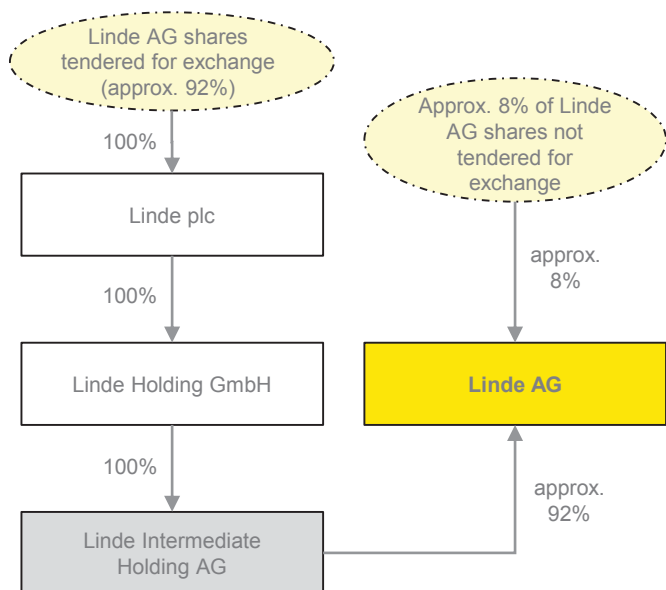 Linde AG shares
tendered for exchange
(approx. 92%)
Approx. 8% of Linde
AG shares not
tendered for
exchange
100%
Linde plc
approx.
8%
100%
Linde Holding GmbH
Linde AG
100%
approx.
92%
Linde Intermediate
Holding AG